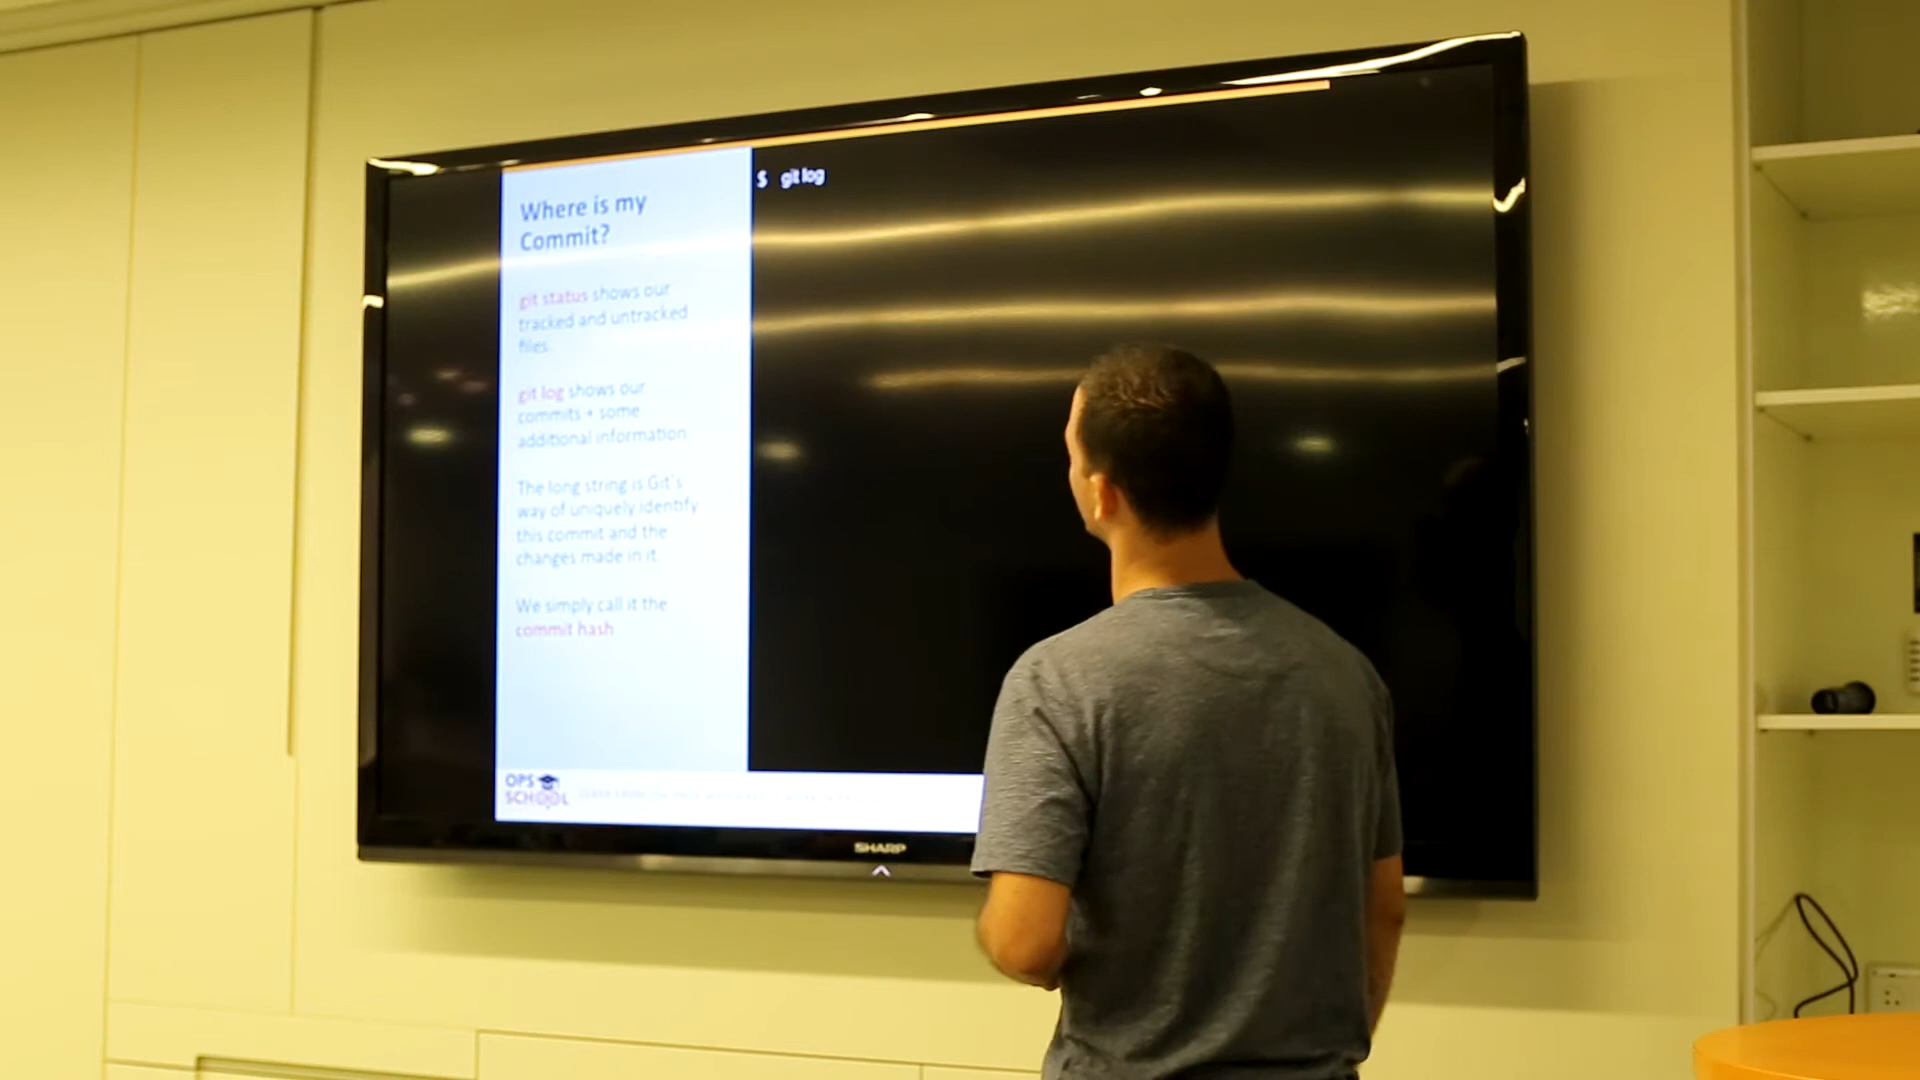 Where is my
Commit?
git status shows our
tracked and untracked
files.
git log shows our
commits + some
additional information
The long string is Git's
way of uniquely identify
this commit and the
changes made in it.
We simply call it the
commit hash
$ git log
OPS
SCHOOL
SHARP